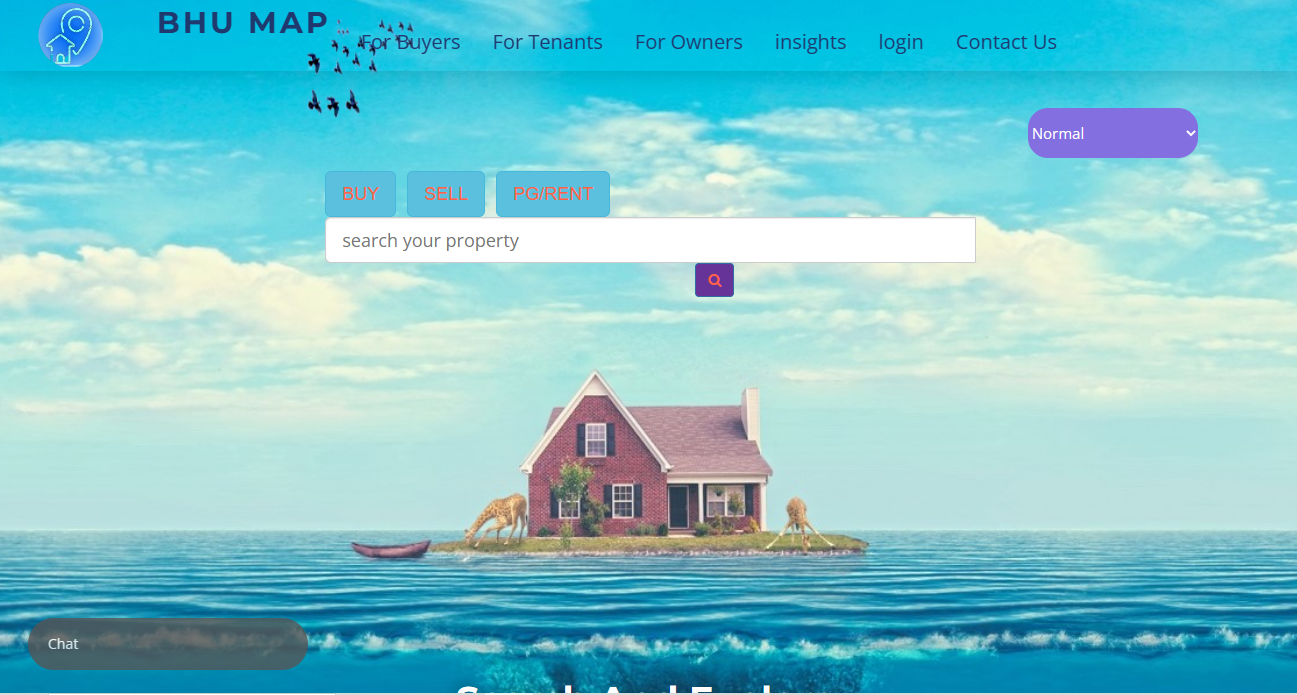 BHU MAP
For Buyers For Tenants For Owners insights login Contact Us
Normal
BUY SELL PG/RENT
search your property
Chat